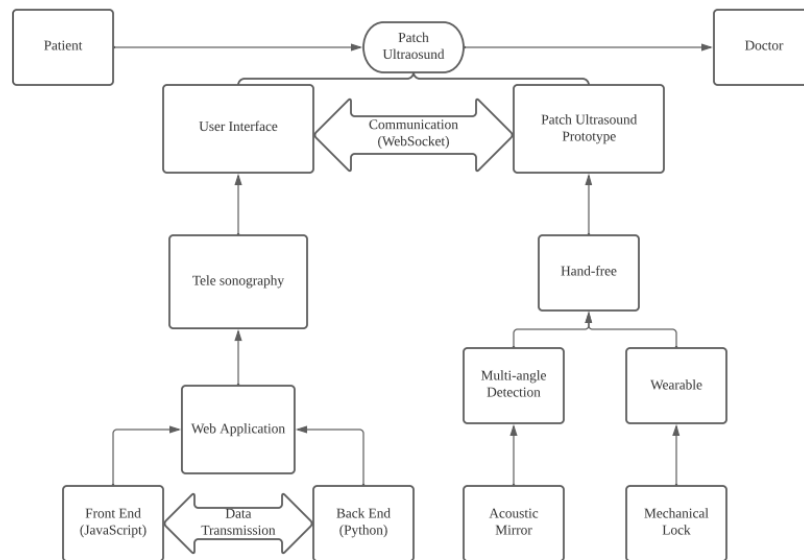 Patient
Patch
Ultraosund
Doctor
User Interface
Communication
(WebSocket)
Patch Ultrasound
Prototype
Tele sonography
Hand-free
Multi-angle
Detection
Wearable
Web Application
Front End
(JavaScript)
Data
Transmission
Back End
(Python)
Acoustic
Mirror
Mechanical
Lock